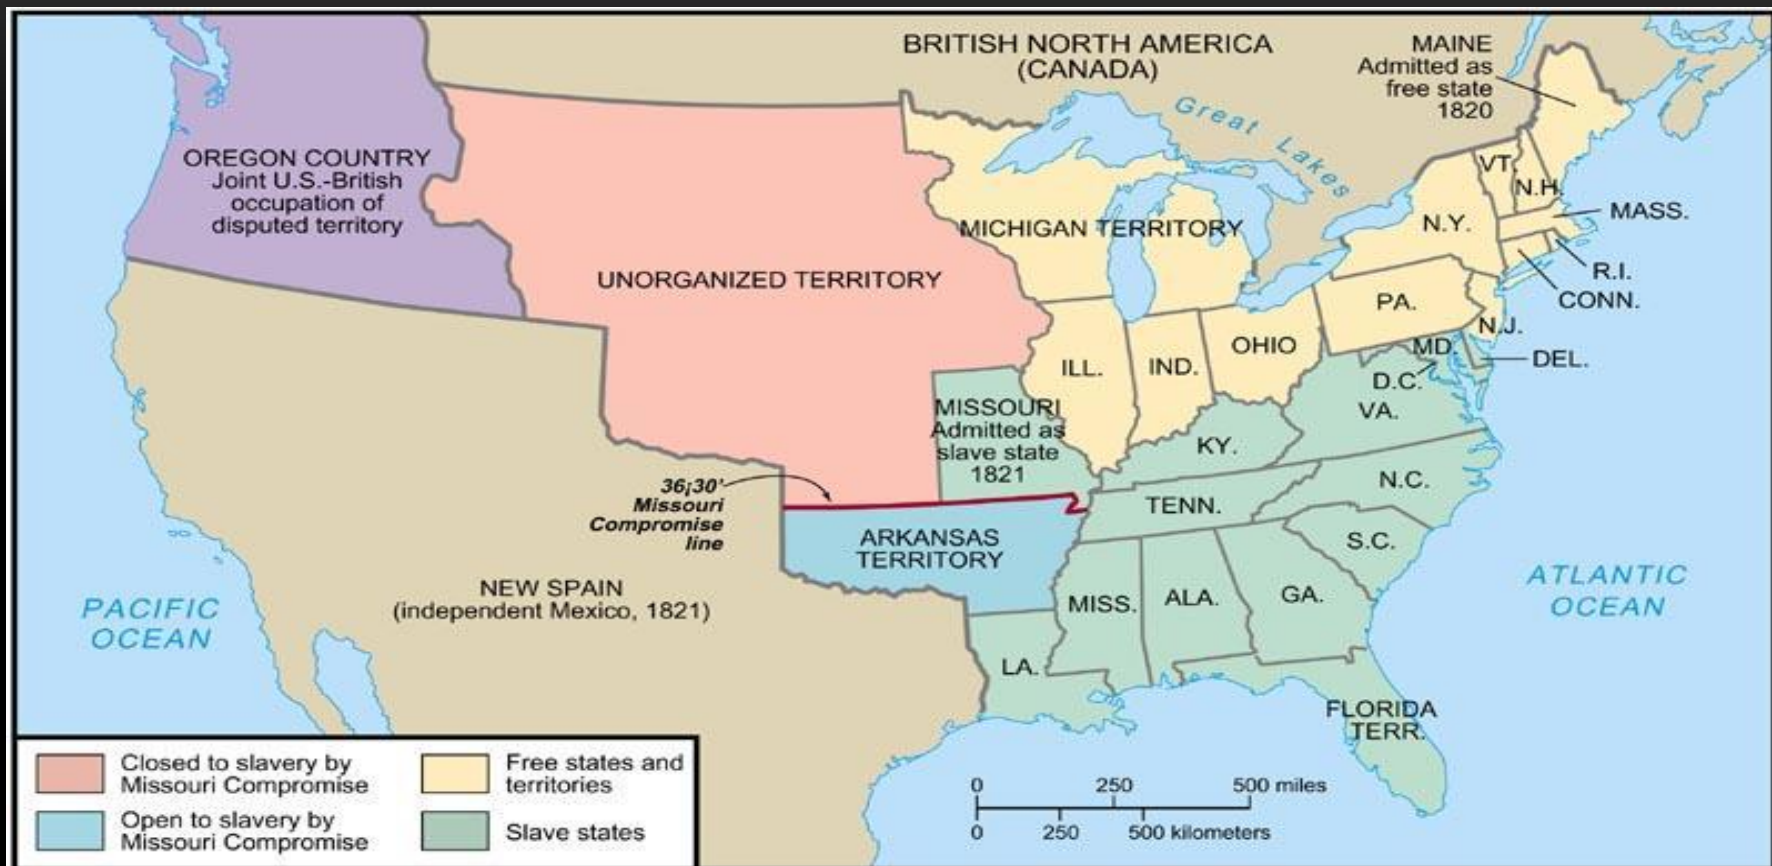 BRITISH NORTH AMERICA
(CANADA)
MAINE
Admitted as
free state
1820
Great Lakes
OREGON COUNTRY
Joint U.S.-British
occupation of
disputed territory
VT.
N.H.
MASS.
N.Y.
MICHIGAN TERRITORY
UNORGANIZED TERRITORY
R.I.
CONN.
PA.
N.J.
OHIO
MD.
DEL.
ILL.
IND.
D.C.
VA.
MISSOURI
Admitted as
slave state
1821
KY.
36¡30'
Missouri
Compromise
line
N.C.
TENN.
ARKANSAS
TERRITORY
S.C.
NEW SPAIN
(independent Mexico, 1821)
MISS.
ALA.
GA.
PACIFIC
OCEAN
ATLANTIC
OCEAN
LA.
FLORIDA
TERR.
Closed to slavery by
Missouri Compromise
Free states and
territories
Open to slavery by
Missouri Compromise
Slave states
0 250 500 miles
0 250 500 kilometers